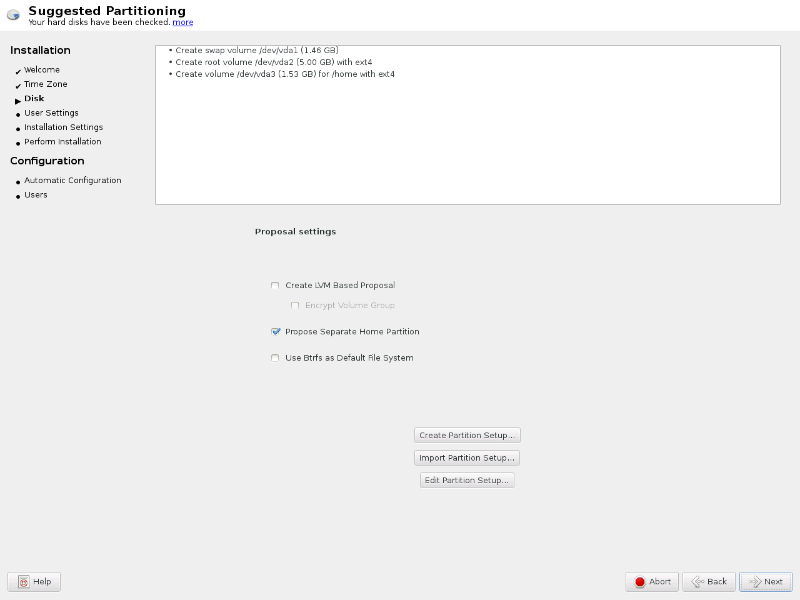 Suggested Partitioning
Your hard disks have been checked. more
Installation
Welcome
Time Zone
Disk
User Settings
Installation Settings
Perform Installation
Configuration
Automatic Configuration
Users
• Create swap volume /dev/vda1 (1.46 GB)
• Create root volume /dev/vda2 (5.00 GB) with ext4
• Create volume /dev/vda3 (1.53 GB) for /home with ext4
Proposal settings
Create LVM Based Proposal
Encrypt Volume Group
Propose Separate Home Partition
Use Btrfs as Default File System
Create Partition Setup...
Import Partition Setup...
Edit Partition Setup...
Help
Abort
Back
Next